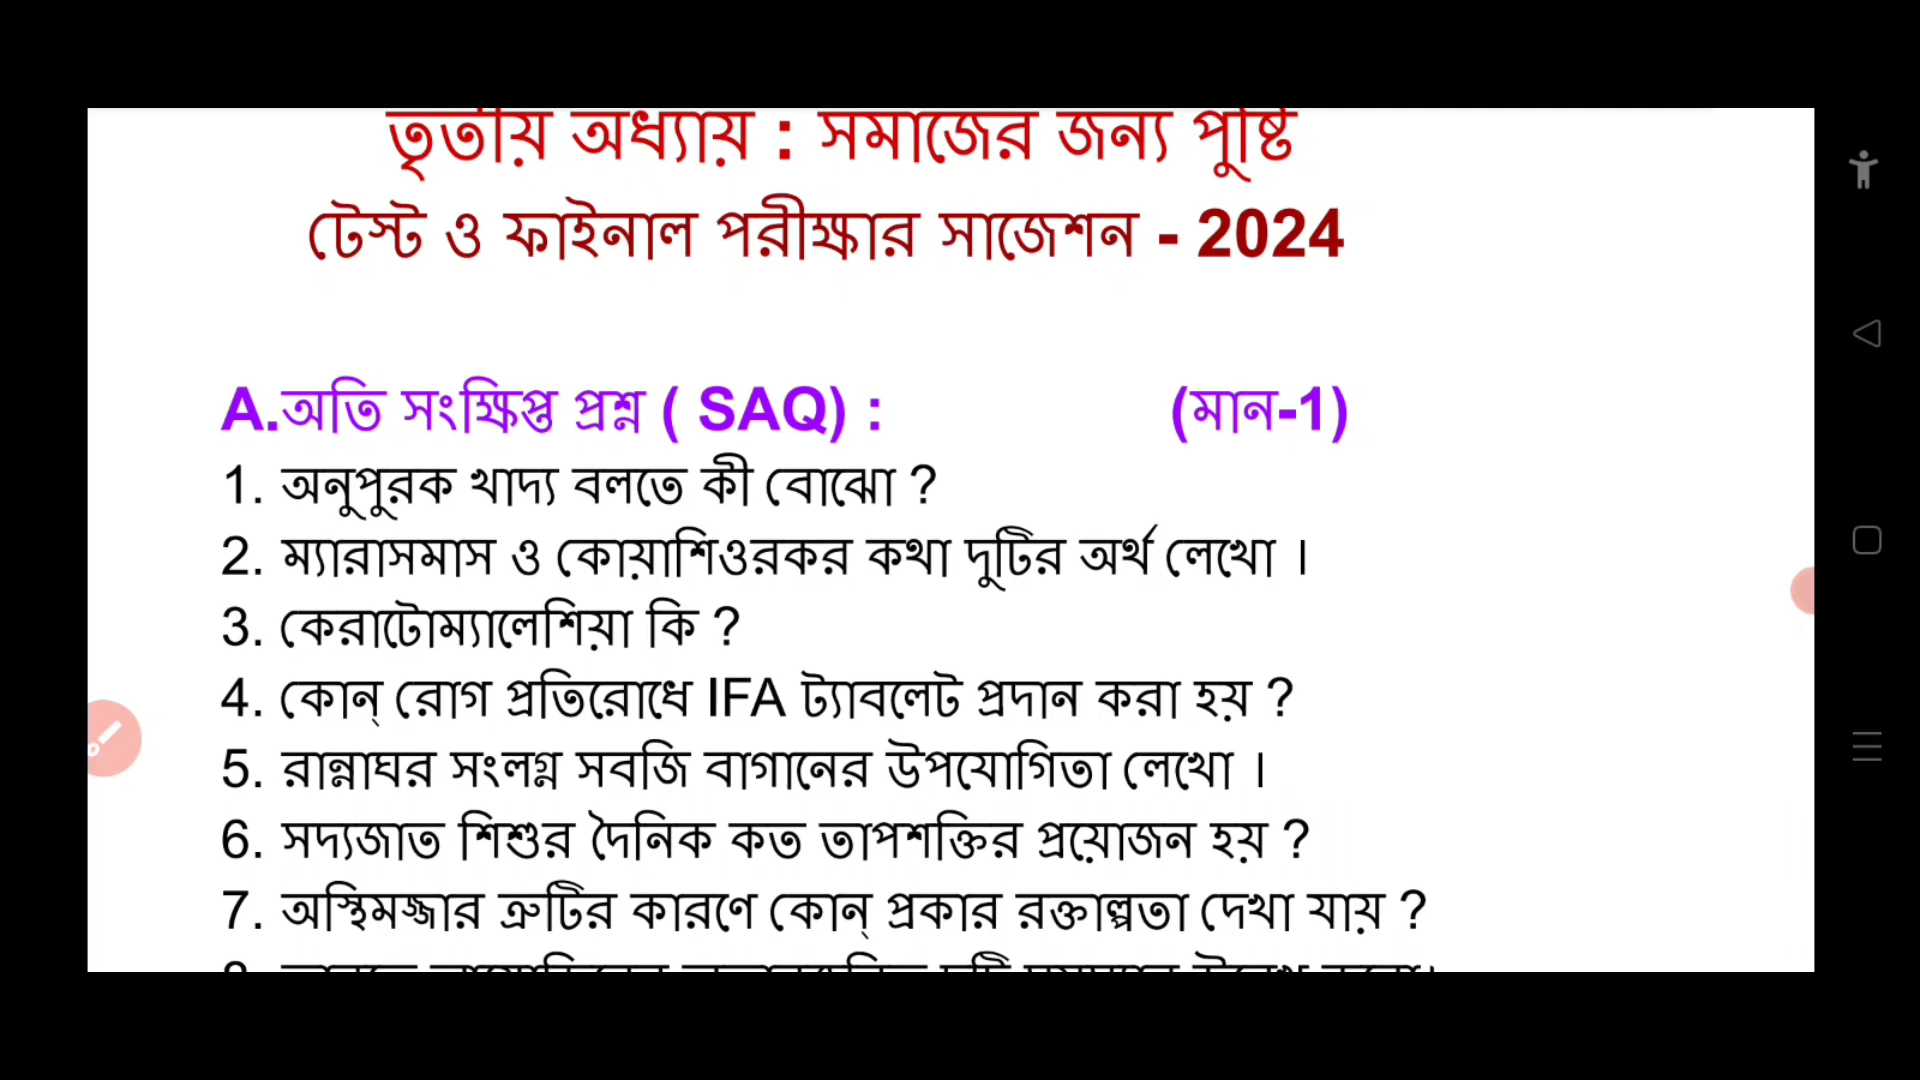 তৃতীয় অধ্যায় : সমাজের জন্য পুষ্টি
টেস্ট ও ফাইনাল পরীক্ষার সাজেশন - 2024
A.অতি সংক্ষিপ্ত প্রশ্ন ( SAQ) : (মান-1)
1. অনুপুরক খাদ্য বলতে কী বোঝো ?
2. ম্যারাসমাস ও কোয়াশিওরকর কথা দুটির অর্থ লেখো ।
3. কেরাটোম্যালেশিয়া কি ?
4. কোন্ রোগ প্রতিরোধে IFA ট্যাবলেট প্রদান করা হয় ?
5. রান্নাঘর সংলগ্ন সবজি বাগানের উপযোগিতা লেখো ।
6. সদ্যজাত শিশুর দৈনিক কত তাপশক্তির প্রয়োজন হয় ?
7. অস্থিমজ্জার ত্রুটির কারণে কোন্ প্রকার রক্তাল্পতা দেখা যায় ?